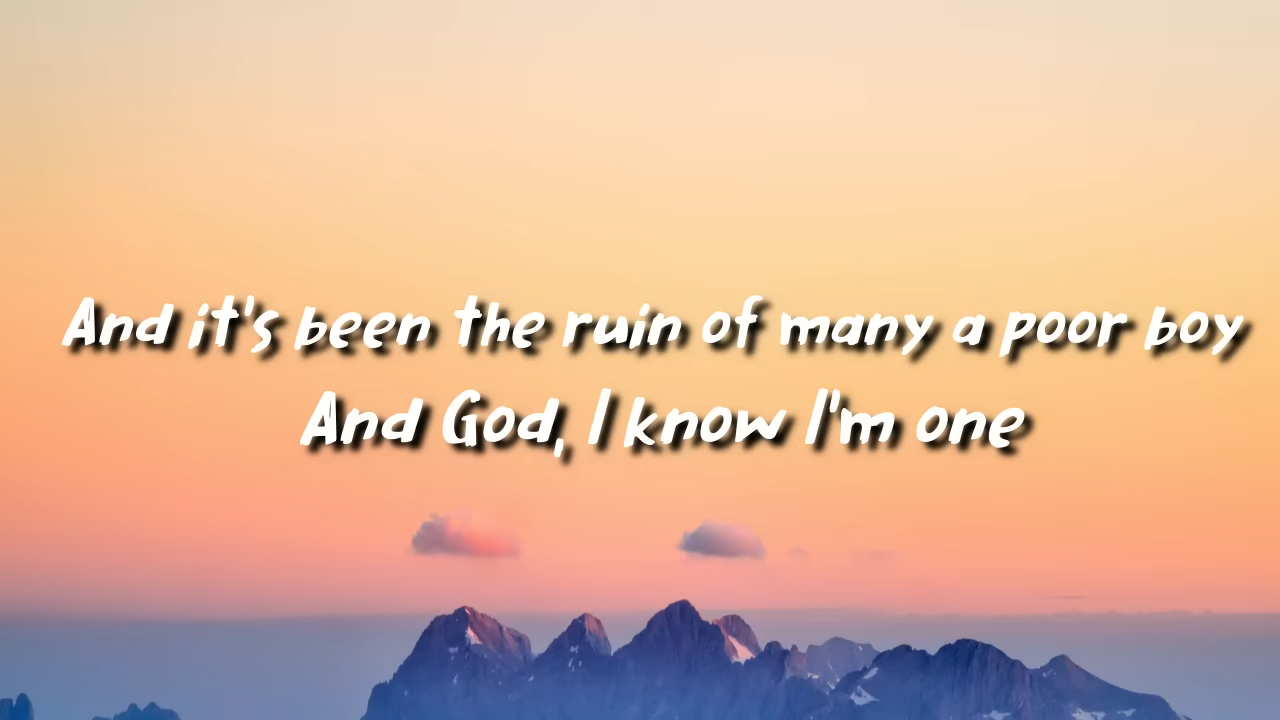 And it's been the ruin of many a poor boy
And God, I know I'm one